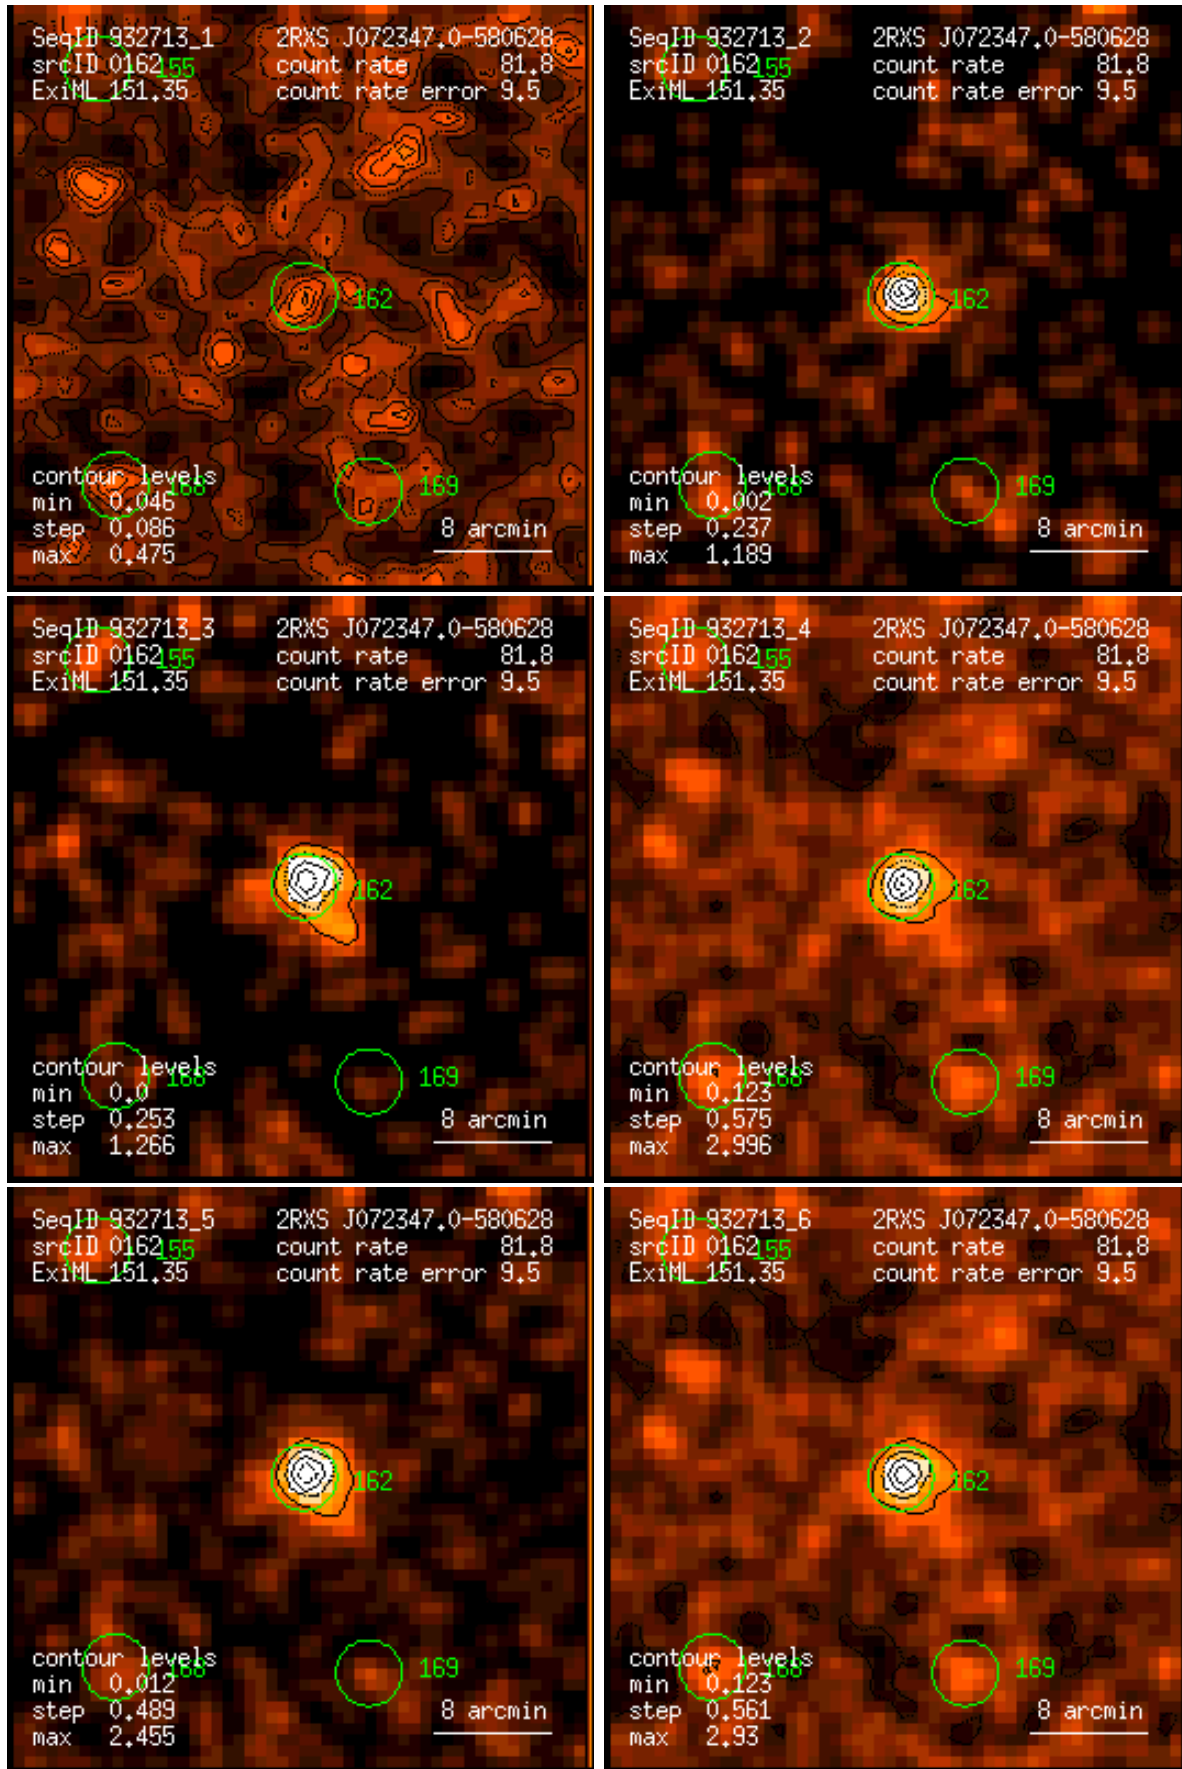 SeqID 932713_1 2RXS J072347.0-580628
srcID 0162 155 count rate 81.8
ExiML 151.35 count rate error 9.5
162
contour levels
168 169
min 0.046
step 0.086 8 arcmin
max 0.475
SeqID 932713_2 2RXS J072347.0-580628
srcID 0162 155 count rate 81.8
ExiML 151.35 count rate error 9.5
162
contour levels
168 169
min 0.002
step 0.237 8 arcmin
max 1.189
SeqID 932713_3 2RXS J072347.0-580628
srcID 0162 155 count rate 81.8
ExiML 151.35 count rate error 9.5
162
contour levels
168 169
min 0.0
step 0.253 8 arcmin
max 1.266
SeqID 932713_4 2RXS J072347.0-580628
srcID 0162 155 count rate 81.8
ExiML 151.35 count rate error 9.5
162
contour levels
168 169
min 0.123
step 0.575 8 arcmin
max 2.996
SeqID 932713_5 2RXS J072347.0-580628
srcID 0162 155 count rate 81.8
ExiML 151.35 count rate error 9.5
162
contour levels
168 169
min 0.012
step 0.489 8 arcmin
max 2.455
SeqID 932713_6 2RXS J072347.0-580628
srcID 0162 155 count rate 81.8
ExiML 151.35 count rate error 9.5
162
contour levels
168 169
min 0.123
step 0.561 8 arcmin
max 2.93